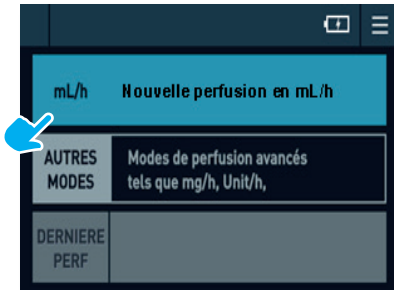 mL/h Nouvelle perfusion en mL/h
AUTRES MODES
Modes de perfusion avancés
tels que mg/h, Unit/h,
DERNIERE PERF